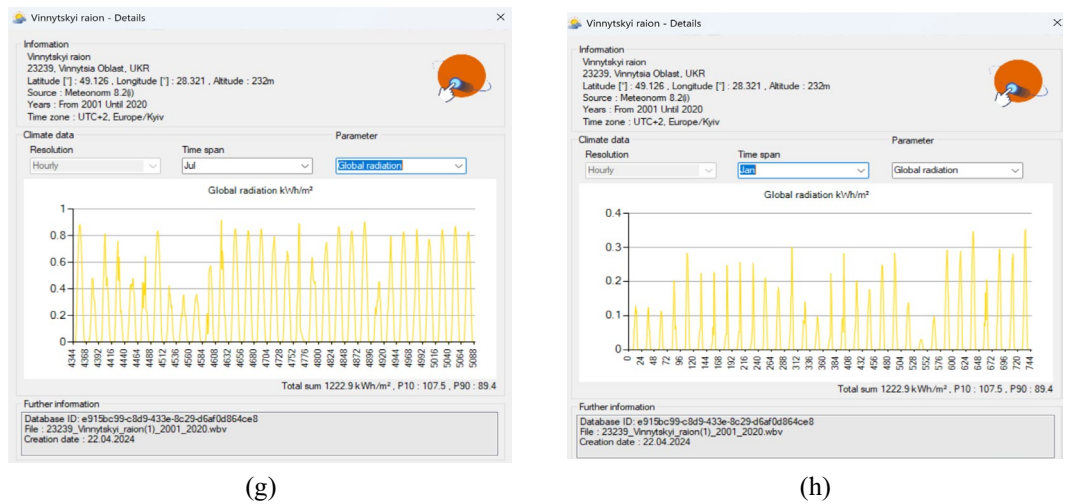 Vinnytskyi raion - Details
Information
Vinnytskyi raion
23239, Vinnytsia Oblast, UKR
Latitude [°] : 49.126 , Longitude [°] : 28.321 , Altitude : 232m
Source : Meteonorm 8.2(i)
Years : From 2001 Until 2020
Time zone : UTC+2, Europe/Kyiv
Climate data
Parameter
Resolution
Time span
Hourly
Jul
Global radiation
Global radiation kWh/m²
1
0.8
0.6
0.4
0.2
0
4344 4368 4392 4416 4440 4464 4488 4512 4536 4560 4584 4608 4632 4656 4680 4704 4728 4752 4776 4800 4824 4848 4872 4896 4920 4944 4968 4992 5016 5040 5064 5088
Total sum 1222.9 kWh/m² , P10 : 107.5 , P90 : 89.4
Further information
Database ID: e915bc99-c8d9-433e-8c29-d6af0d864ce8
File : 23239_Vinnytskyi_raion(1)_2001_2020.wbv
Creation date : 22.04.2024
(g)
Vinnytskyi raion - Details
Information
Vinnytskyi raion
23239, Vinnytsia Oblast, UKR
Latitude [°] : 49.126 , Longitude [°] : 28.321 , Altitude : 232m
Source : Meteonorm 8.2(i)
Years : From 2001 Until 2020
Time zone : UTC+2, Europe/Kyiv
Climate data
Parameter
Resolution
Time span
Hourly
Jan
Global radiation
Global radiation kWh/m²
0.4
0.3
0.2
0.1
0
0 24 48 72 96 120 144 168 192 216 240 264 288 312 336 360 384 408 432 456 480 504 528 552 576 600 624 648 672 696 720 744
Total sum 1222.9 kWh/m² , P10 : 107.5 , P90 : 89.4
Further information
Database ID: e915bc99-c8d9-433e-8c29-d6af0d864ce8
File : 23239_Vinnytskyi_raion(1)_2001_2020.wbv
Creation date : 22.04.2024
(h)